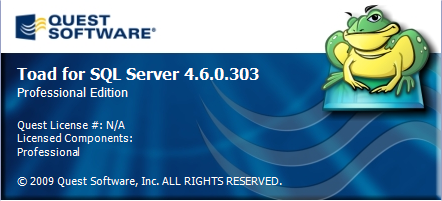 QUEST
SOFTWARE®
Toad for SQL Server 4.6.0.303
Professional Edition
Quest License #: N/A
Licensed Components:
Professional
© 2009 Quest Software, Inc. ALL RIGHTS RESERVED.